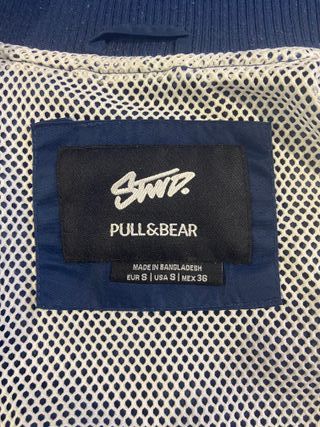 STWD.
PULL&BEAR
MADE IN BANGLADESH
EUR S | USA S | MEX 36